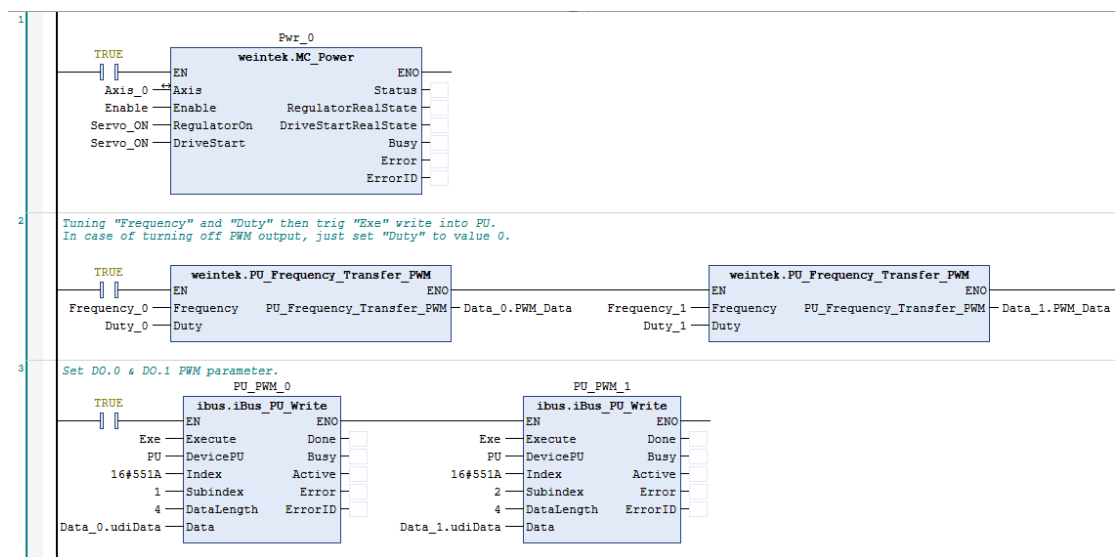 1
Pwr_0
TRUE
weintek.MC_Power
EN ENO
Axis_0 Axis Status
Enable Enable RegulatorRealState
Servo_ON RegulatorOn DriveStartRealState
Servo_ON DriveStart Busy
Error
ErrorID
2
Tuning "Frequency" and "Duty" then trig "Exe" write into PU.
In case of turning off PWM output, just set "Duty" to value 0.
TRUE weintek.PU_Frequency_Transfer_PWM weintek.PU_Frequency_Transfer_PWM
EN ENO EN ENO
Frequency_0 Frequency PU_Frequency_Transfer_PWM Data_0.PWM_Data Frequency_1 Frequency PU_Frequency_Transfer_PWM Data_1.PWM_Data
Duty_0 Duty Duty_1 Duty
3
Set DO.0 & DO.1 PWM parameter.
PU_PWM_0 PU_PWM_1
TRUE ibus.iBus_PU_Write ibus.iBus_PU_Write
EN ENO EN ENO
Exe Execute Done Exe Execute Done
PU DevicePU Busy PU DevicePU Busy
16#551A Index Active 16#551A Index Active
1 Subindex Error 2 Subindex Error
4 DataLength ErrorID 4 DataLength ErrorID
Data_0.udiData Data Data_1.udiData Data